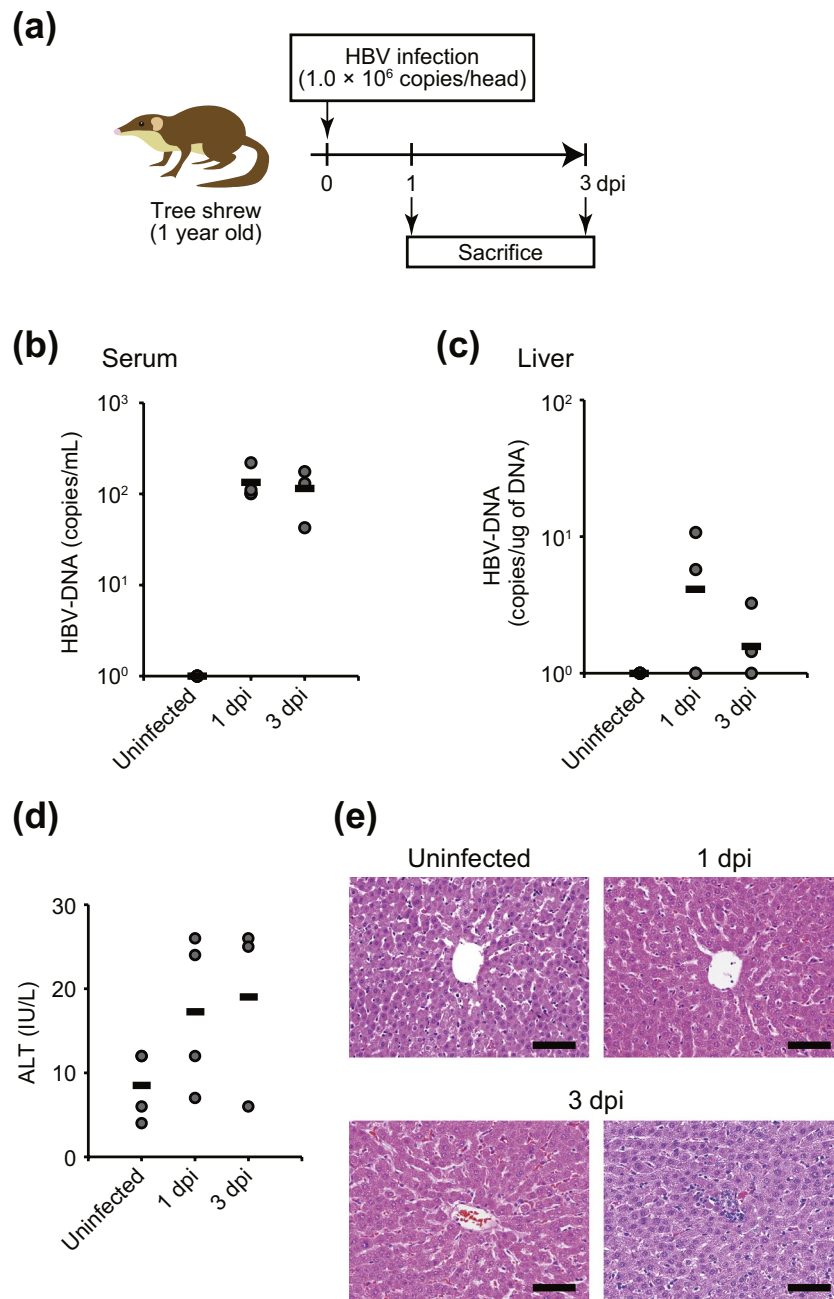 (a)
HBV infection
(1.0 × 10⁶ copies/head)
0
1
3 dpi
Tree shrew
(1 year old)
Sacrifice
(b)
Serum
HBV-DNA (copies/mL)
10³
10²
10¹
10⁰
Uninfected
1 dpi
3 dpi
(c)
Liver
HBV-DNA
(copies/ug of DNA)
10²
10¹
10⁰
Uninfected
1 dpi
3 dpi
(d)
ALT (IU/L)
30
20
10
0
Uninfected
1 dpi
3 dpi
(e)
Uninfected
1 dpi
3 dpi